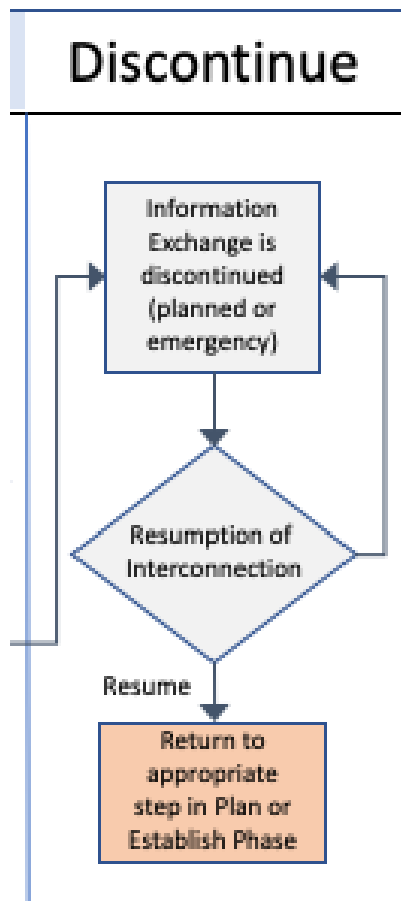 Discontinue
Information
Exchange is
discontinued
(planned or
emergency)
Resumption of
Interconnection
Resume
Return to
appropriate
step in Plan or
Establish Phase